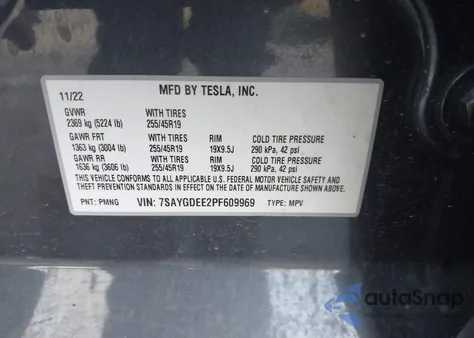 11/22 MFD BY TESLA, INC.
GVWR WITH TIRES
2369 kg (5224 lb) 255/45R19
GAWR FRT WITH TIRES RIM COLD TIRE PRESSURE
1363 kg (3004 lb) 255/45R19 19X9.5J 290 kPa, 42 psi
GAWR RR WITH TIRES RIM COLD TIRE PRESSURE
1636 kg (3606 lb) 255/45R19 19X9.5J 290 kPa, 42 psi
THIS VEHICLE CONFORMS TO ALL APPLICABLE U.S. FEDERAL MOTOR VEHICLE SAFETY AND
THEFT PREVENTION STANDARDS IN EFFECT ON THE DATE OF MANUFACTURE SHOWN ABOVE.
PNT: PMNG VIN: 7SAYGDEE2PF609969 TYPE: MPV
autoSnap